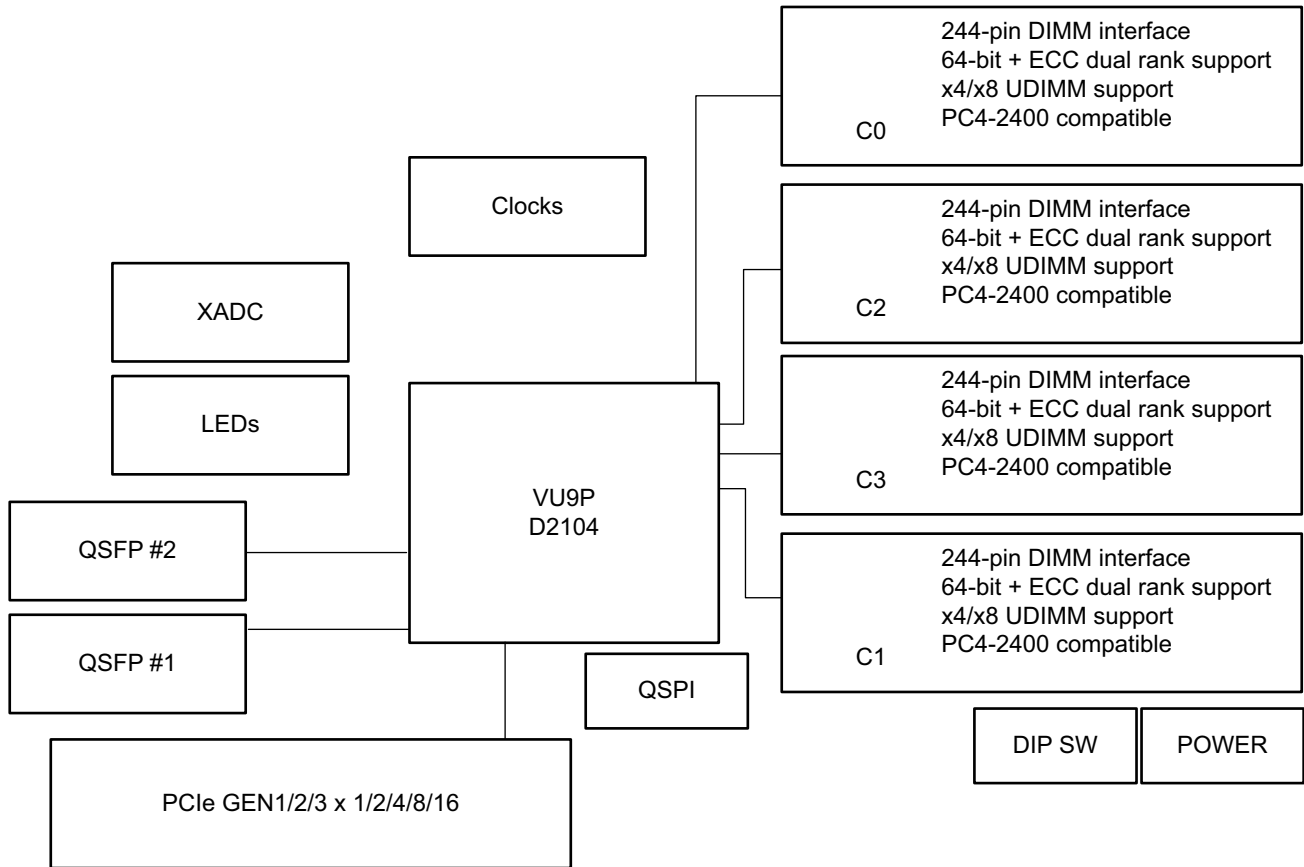 244-pin DIMM interface
64-bit + ECC dual rank support
x4/x8 UDIMM support
PC4-2400 compatible
C0
Clocks
244-pin DIMM interface
64-bit + ECC dual rank support
x4/x8 UDIMM support
PC4-2400 compatible
C2
XADC
LEDs
244-pin DIMM interface
64-bit + ECC dual rank support
x4/x8 UDIMM support
PC4-2400 compatible
C3
VU9P
D2104
QSFP #2
QSFP #1
244-pin DIMM interface
64-bit + ECC dual rank support
x4/x8 UDIMM support
PC4-2400 compatible
C1
QSPI
DIP SW
POWER
PCIe GEN1/2/3 x 1/2/4/8/16